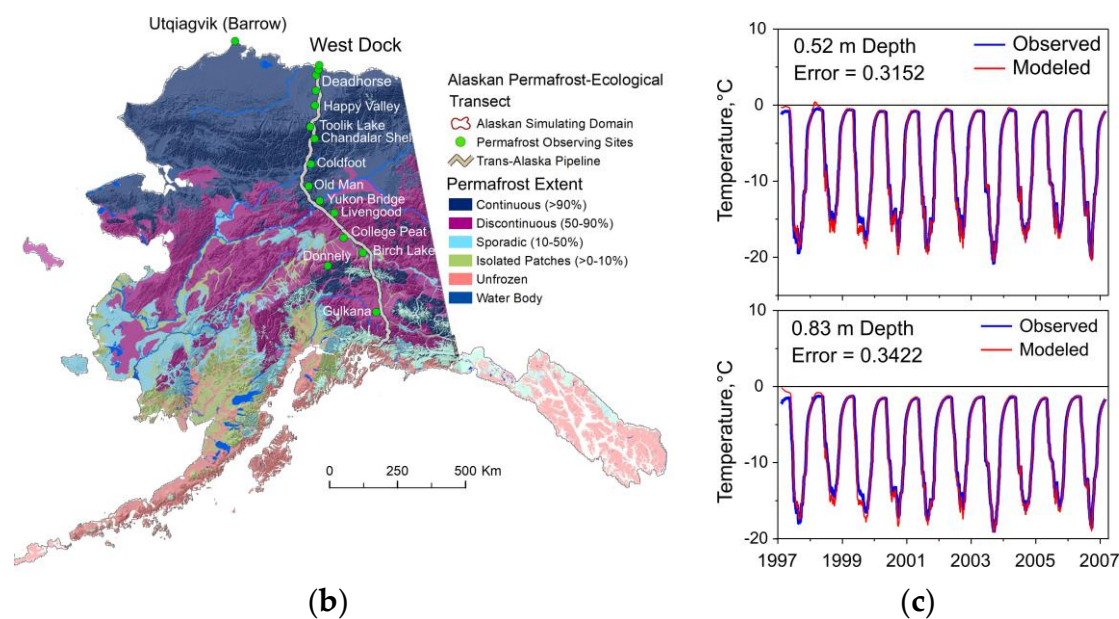 Utqiagvik (Barrow)
West Dock
Deadhorse
Happy Valley
Toolik Lake
Chandalar Shel
Coldfoot
Old Man
Yukon Bridge
Livengood
College Peat
Birch Lake
Donnely
Gulkana
Alaskan Permafrost-Ecological
Transect
Alaskan Simulating Domain
Permafrost Observing Sites
Trans-Alaska Pipeline
Permafrost Extent
Continuous (>90%)
Discontinuous (50-90%)
Sporadic (10-50%)
Isolated Patches (>0-10%)
Unfrozen
Water Body
0 250 500 Km
(b)
10
0
-10
-20
Temperature,°C
0.52 m Depth
Error = 0.3152
Observed
Modeled
10
0
-10
-20
Temperature,°C
0.83 m Depth
Error = 0.3422
Observed
Modeled
1997 1999 2001 2003 2005 2007
(c)